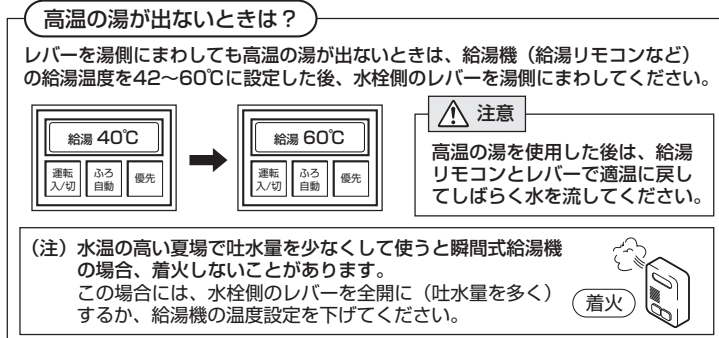 高温の湯が出ないときは？
レバーを湯側にまわしても高温の湯が出ないときは、給湯機（給湯リモコンなど）
の給湯温度を42～60℃に設定した後、水栓側のレバーを湯側にまわしてください。
給湯 40℃
運転
入/切
ふろ
自動
優先
給湯 60℃
運転
入/切
ふろ
自動
優先
注意
高温の湯を使用した後は、給湯
リモコンとレバーで適温に戻し
てしばらく水を流してください。
（注）水温の高い夏場で吐水量を少なくして使うと瞬間式給湯機
の場合、着火しないことがあります。
この場合には、水栓側のレバーを全開に（吐水量を多く）
するか、給湯機の温度設定を下げてください。
着火